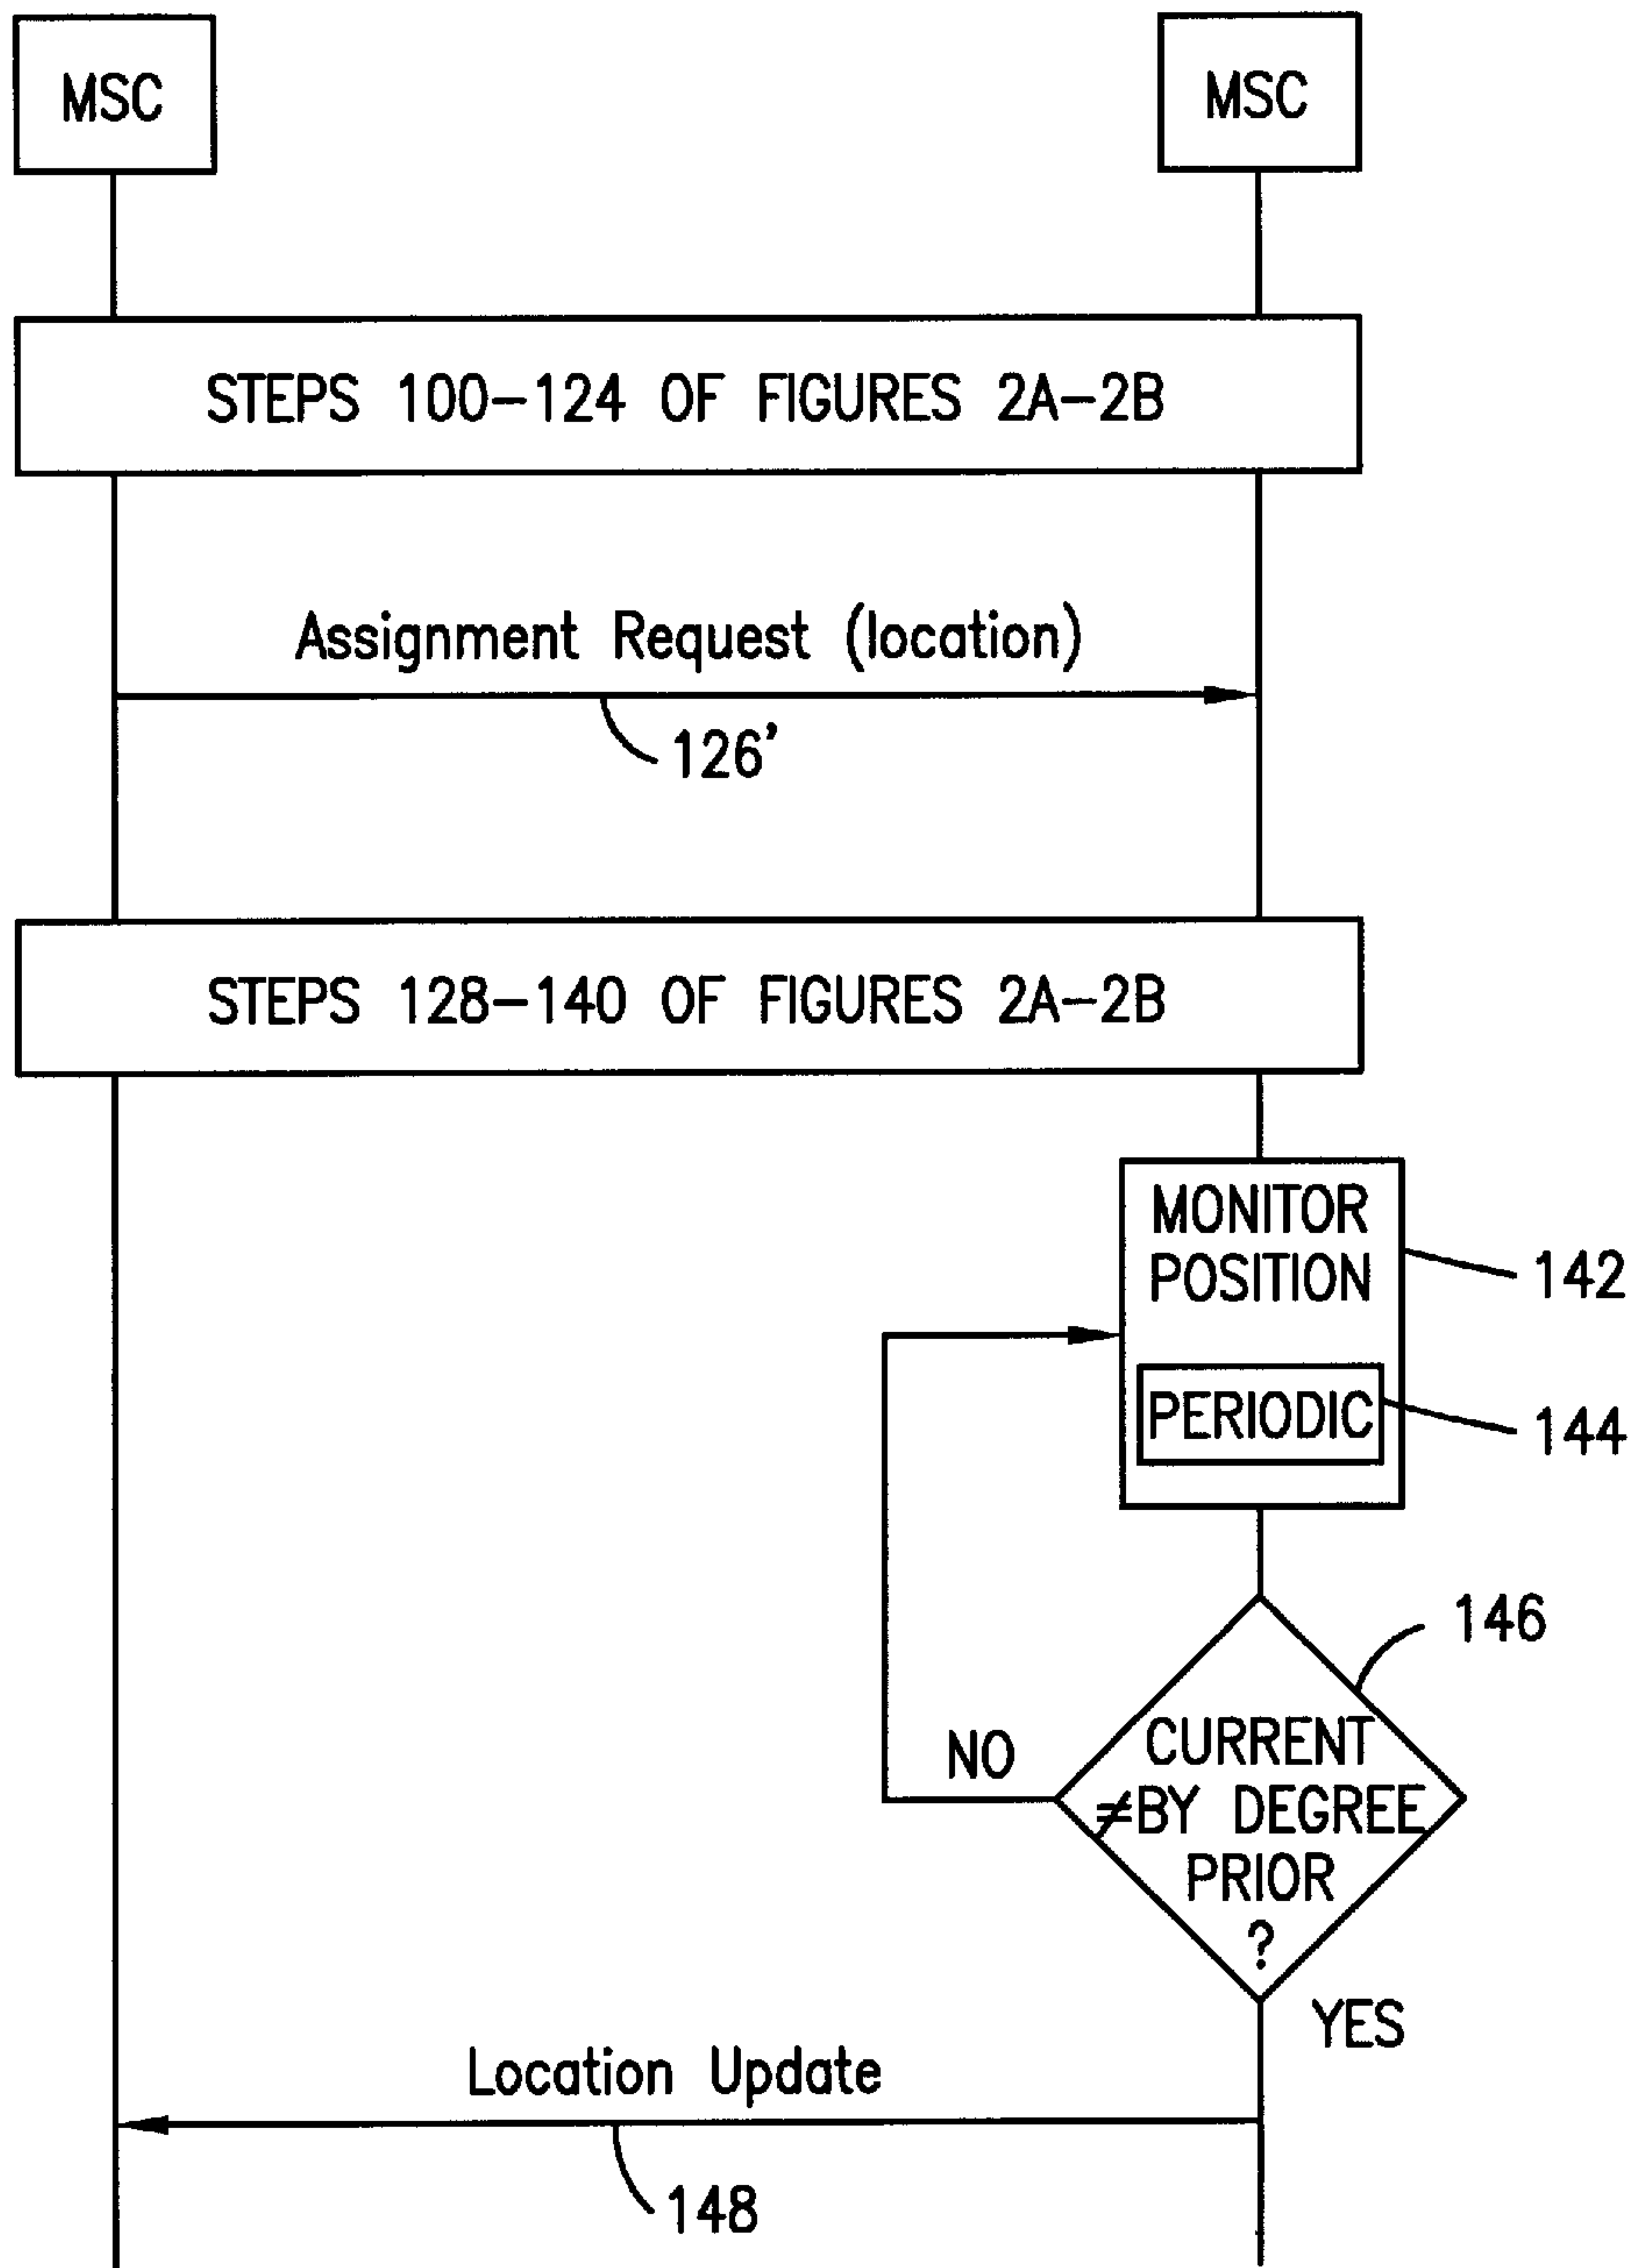 MSC
MSC
STEPS 100-124 OF FIGURES 2A-2B
Assignment Request (location)
126'
STEPS 128-140 OF FIGURES 2A-2B
MONITOR
POSITION
142
PERIODIC
144
146
NO
CURRENT
≠BY DEGREE
PRIOR
?
YES
Location Update
148